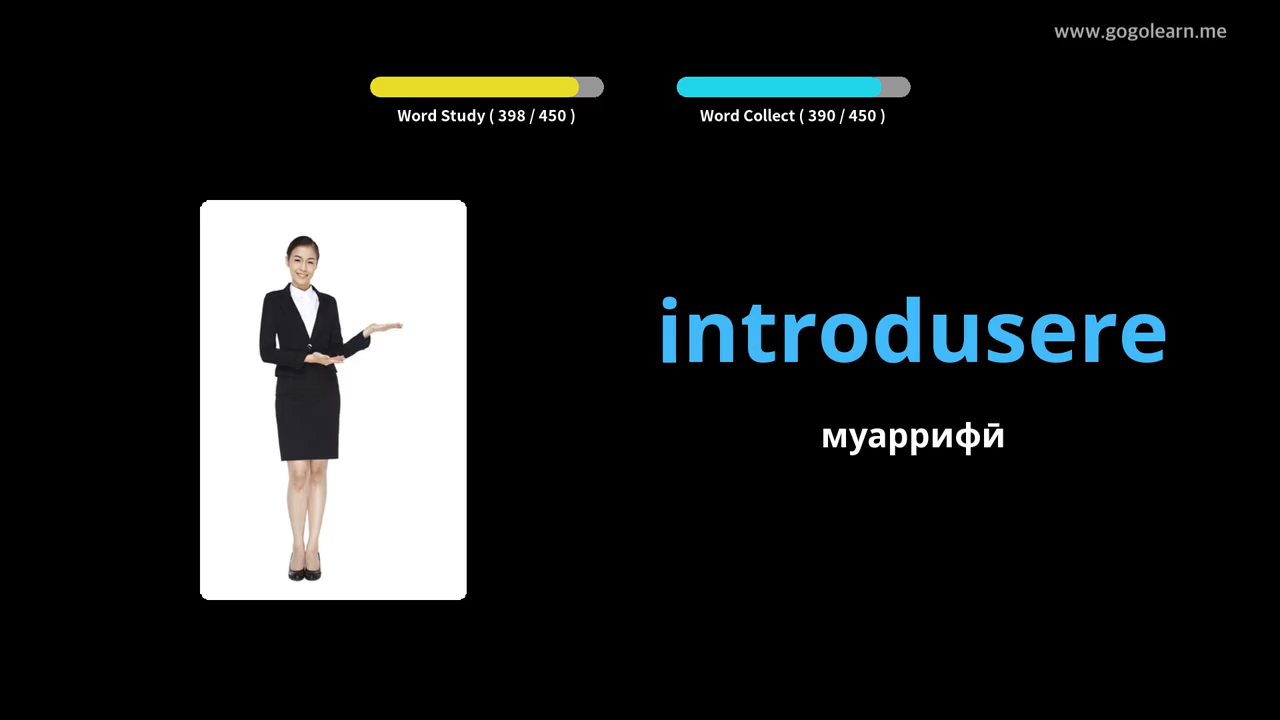 www.gogolearn.me
Word Study ( 398 / 450 )
Word Collect ( 390 / 450 )
introdusere
муаррифӣ